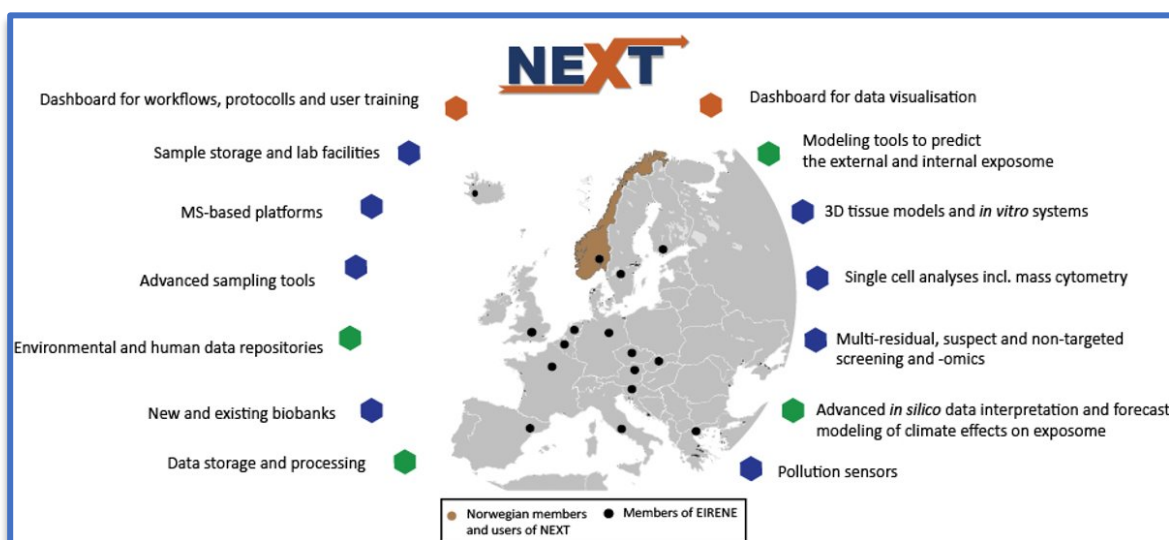 NEXT
Dashboard for workflows, protocolls and user training
Sample storage and lab facilities
MS-based platforms
Advanced sampling tools
Environmental and human data repositories
New and existing biobanks
Data storage and processing
Dashboard for data visualisation
Modeling tools to predict
the external and internal exposome
3D tissue models and in vitro systems
Single cell analyses incl. mass cytometry
Multi-residual, suspect and non-targeted
screening and -omics
Advanced in silico data interpretation and forecast
modeling of climate effects on exposome
Pollution sensors
Norwegian members
and users of NEXT
Members of EIRENE